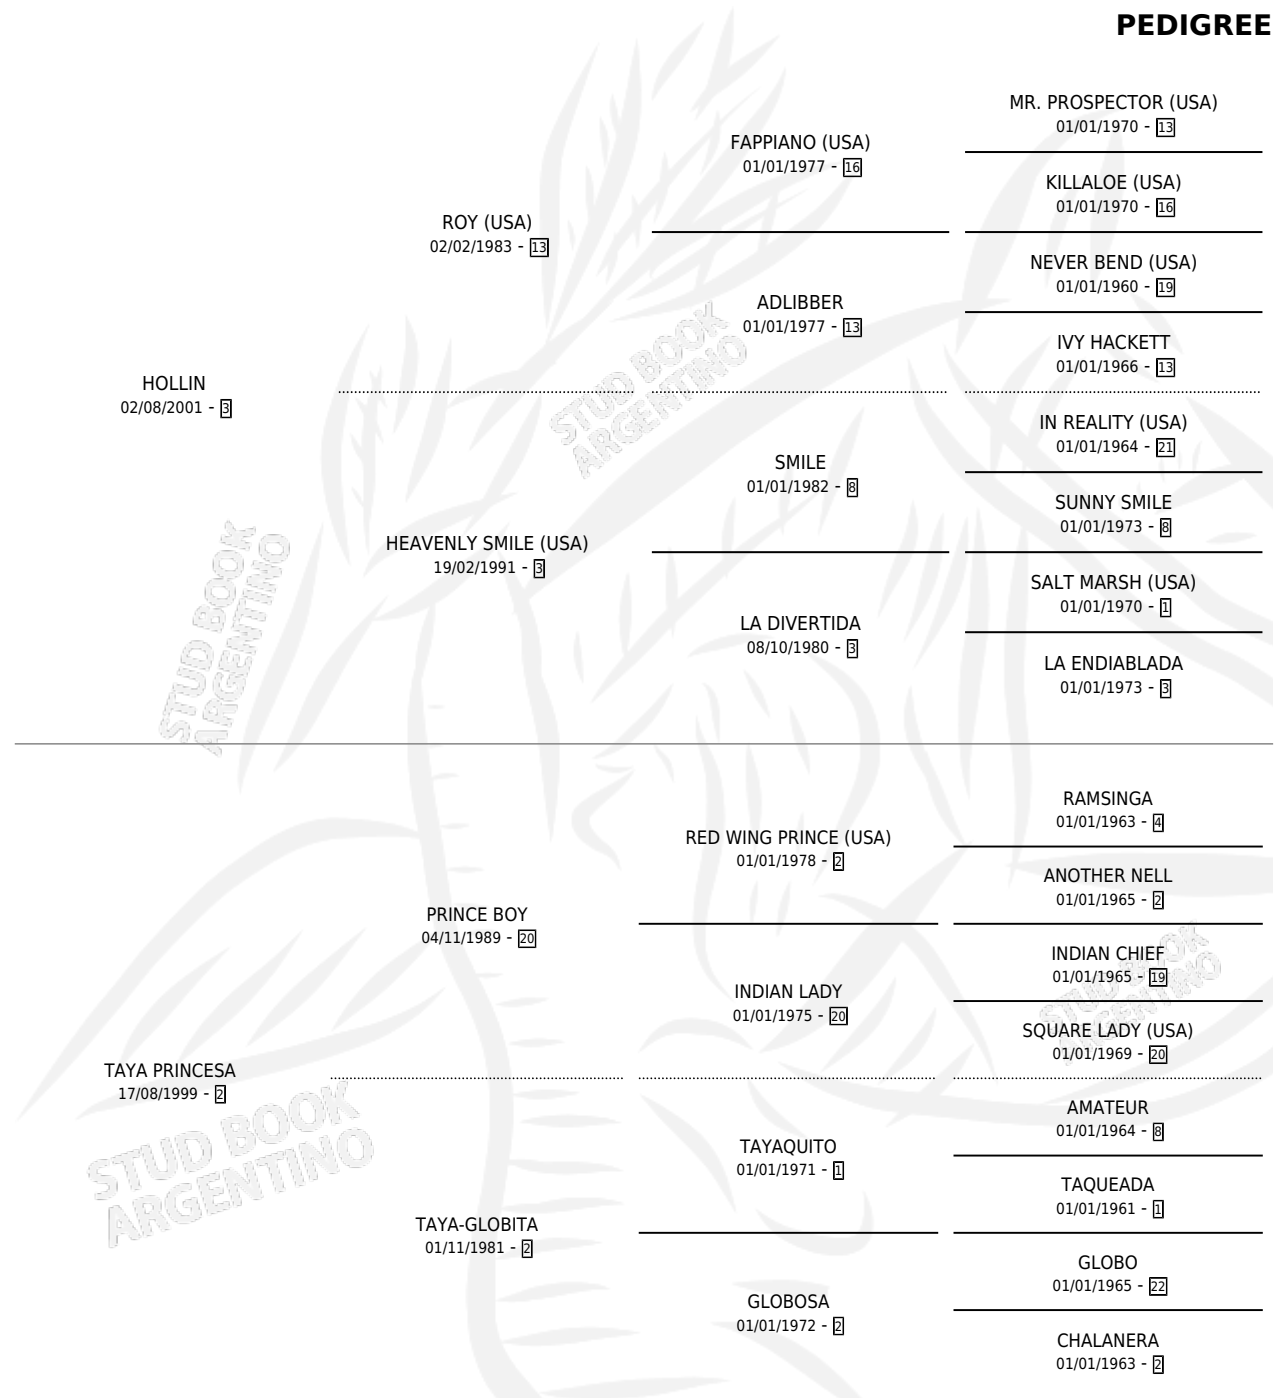 PEDIGREE
MR. PROSPECTOR (USA)
01/01/1970 - 13
FAPPIANO (USA)
01/01/1977 - 16
KILLALOE (USA)
01/01/1970 - 16
ROY (USA)
02/02/1983 - 13
NEVER BEND (USA)
01/01/1960 - 19
ADLIBBER
01/01/1977 - 13
IVY HACKETT
01/01/1966 - 13
HOLLIN
02/08/2001 - 3
IN REALITY (USA)
01/01/1964 - 21
SMILE
01/01/1982 - 8
SUNNY SMILE
01/01/1973 - 8
HEAVENLY SMILE (USA)
19/02/1991 - 3
SALT MARSH (USA)
01/01/1970 - 1
LA DIVERTIDA
08/10/1980 - 3
LA ENDIABLADA
01/01/1973 - 3
RAMSINGA
01/01/1963 - 4
RED WING PRINCE (USA)
01/01/1978 - 2
ANOTHER NELL
01/01/1965 - 2
PRINCE BOY
04/11/1989 - 20
INDIAN CHIEF
01/01/1965 - 19
INDIAN LADY
01/01/1975 - 20
SQUARE LADY (USA)
01/01/1969 - 20
TAYA PRINCESA
17/08/1999 - 2
AMATEUR
01/01/1964 - 8
TAYAQUITO
01/01/1971 - 1
TAQUEADA
01/01/1961 - 1
TAYA-GLOBITA
01/11/1981 - 2
GLOBO
01/01/1965 - 22
GLOBOSA
01/01/1972 - 2
CHALANERA
01/01/1963 - 2
STUD BOOK
ARGENTINO
STUD BOOK
ARGENTINO
STUD BOOK
ARGENTINO
STUD BOOK
ARGENTINO